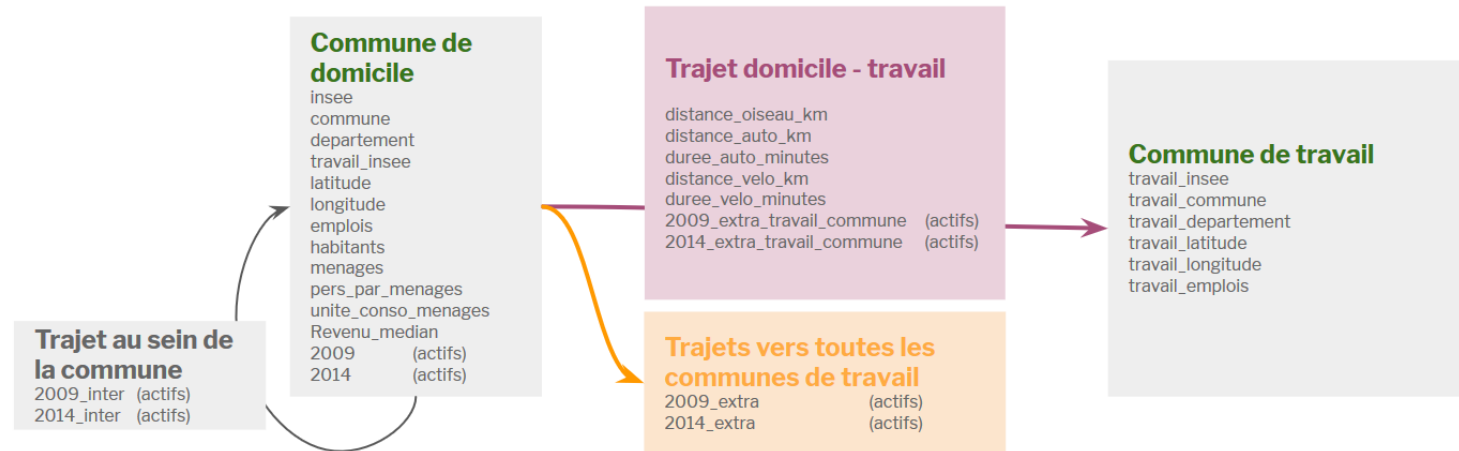 Commune de
domicile
insee
commune
departement
travail_insee
latitude
longitude
emplois
habitants
menages
pers_par_menages
unite_conso_menages
Revenu_median
2009 (actifs)
2014 (actifs)
Trajet au sein de
la commune
2009_inter (actifs)
2014_inter (actifs)
Trajet domicile - travail
distance_oiseau_km
distance_auto_km
duree_auto_minutes
distance_velo_km
duree_velo_minutes
2009_extra_travail_commune (actifs)
2014_extra_travail_commune (actifs)
Trajets vers toutes les
communes de travail
2009_extra (actifs)
2014_extra (actifs)
Commune de travail
travail_insee
travail_commune
travail_departement
travail_latitude
travail_longitude
travail_emplois